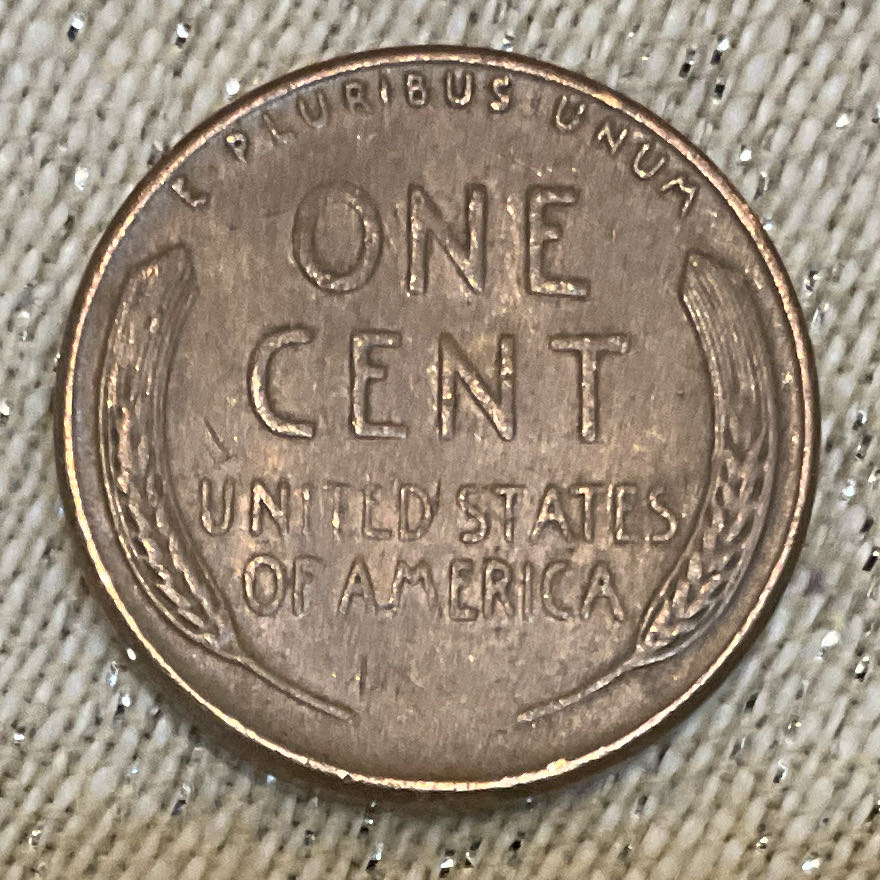 E PLURIBUS UNUM
ONE
CENT
UNITED STATES
OF AMERICA